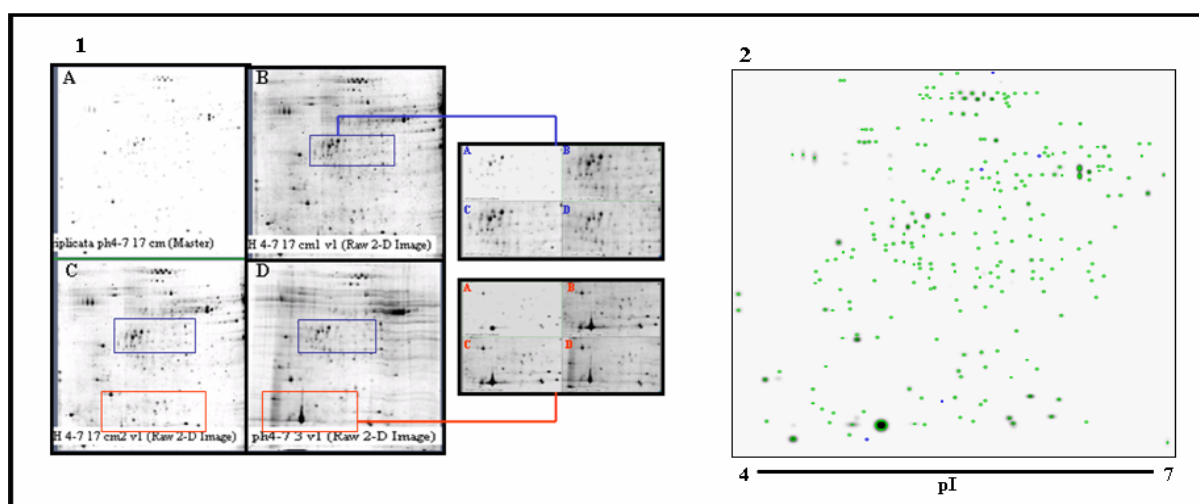 1
A
B
iplicata ph4-7 17 cm (Master)
H 4-7 17 cm1 v1 (Raw 2-D Image)
C
D
H 4-7 17 cm2 v1 (Raw 2-D Image)
ph4-7 3 v1 (Raw 2-D Image)
A
B
C
D
A
B
C
D
2
4
7
pI